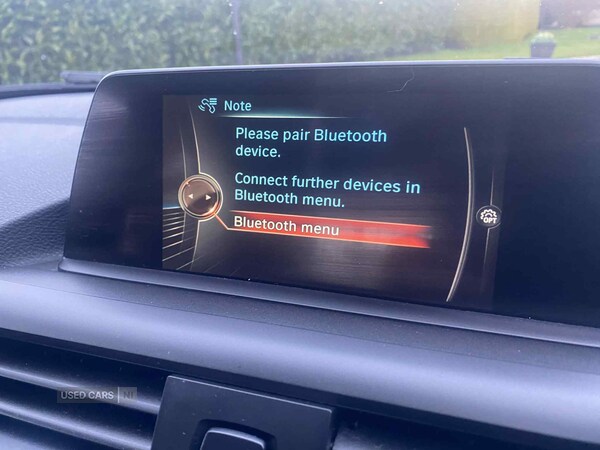 Note
Please pair Bluetooth
device.
Connect further devices in
Bluetooth menu.
Bluetooth menu
OPT
USED CARS NI